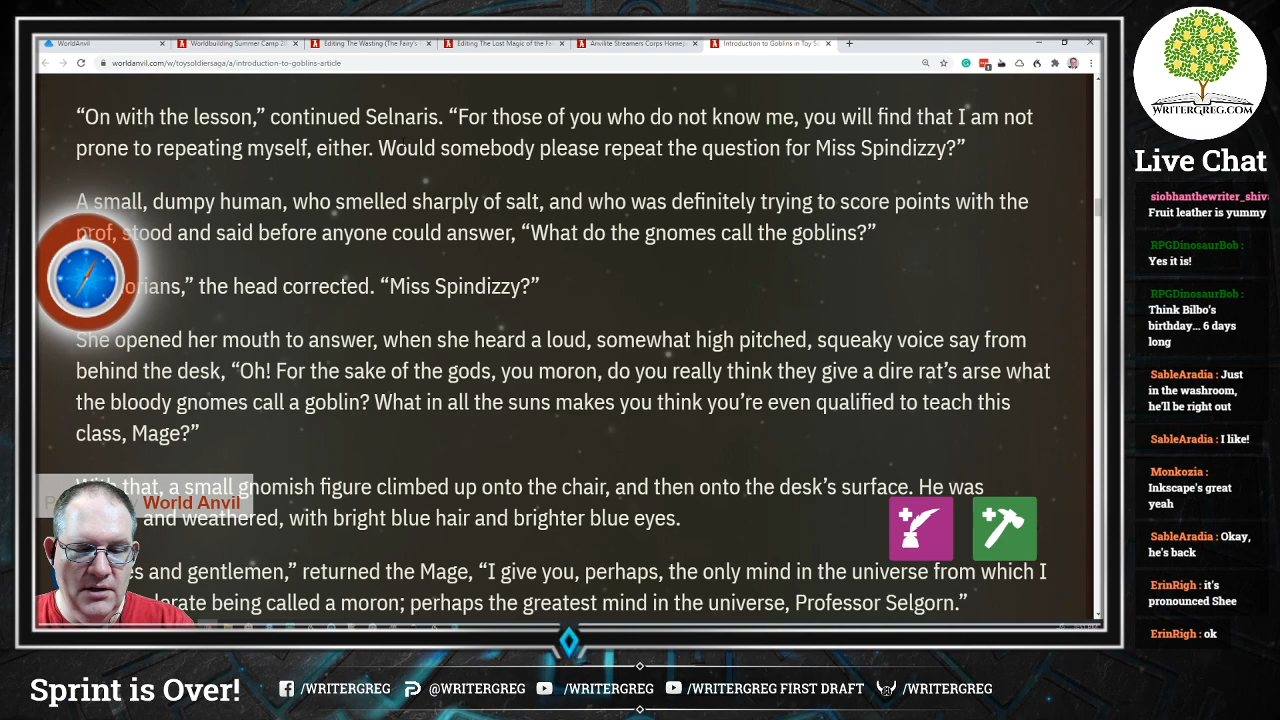 WorldAnvil
Worldbuilding Summer Camp 20
Editing The Wasting (The Fairy's
Editing The Lost Magic of the Fai
Anvilite Streamers Corps Homep
Introduction to Goblins in Toy S
worldanvil.com/w/toysoldiersaga/a/introduction-to-goblins-article
“On with the lesson,” continued Selnaris. “For those of you who do not know me, you will find that I am not
prone to repeating myself, either. Would somebody please repeat the question for Miss Spindizzy?”
A small, dumpy human, who smelled sharply of salt, and who was definitely trying to score points with the
prof, stood and said before anyone could answer, “What do the gnomes call the goblins?”
orians,” the head corrected. “Miss Spindizzy?”
She opened her mouth to answer, when she heard a loud, somewhat high pitched, squeaky voice say from
behind the desk, “Oh! For the sake of the gods, you moron, do you really think they give a dire rat’s arse what
the bloody gnomes call a goblin? What in all the suns makes you think you’re even qualified to teach this
class, Mage?”
With that, a small gnomish figure climbed up onto the chair, and then onto the desk’s surface. He was
World Anvil
and weathered, with bright blue hair and brighter blue eyes.
es and gentlemen,” returned the Mage, “I give you, perhaps, the only mind in the universe from which I
lerate being called a moron; perhaps the greatest mind in the universe, Professor Selgorn.”
WRITERGREG.COM
Live Chat
siobhanthewriter_shiv
Fruit leather is yummy
RPGDinosaurBob :
Yes it is!
RPGDinosaurBob :
Think Bilbo's
birthday... 6 days
long
SableAradia : Just
in the washroom,
he'll be right out
SableAradia : I like!
Monkozia :
Inkscape's great
yeah
SableAradia : Okay,
he's back
ErinRigh : it's
pronounced Shee
ErinRigh : ok
Sprint is Over!
/WRITERGREG
@WRITERGREG
/WRITERGREG
/WRITERGREG FIRST DRAFT
/WRITERGREG